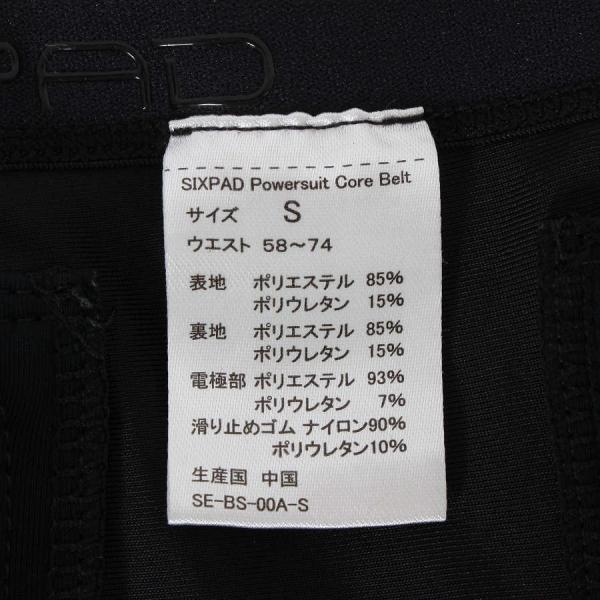 PAD
SIXPAD Powersuit Core Belt
サイズ S
ウエスト 58～74
表地 ポリエステル 85%
ポリウレタン 15%
裏地 ポリエステル 85%
ポリウレタン 15%
電極部 ポリエステル 93%
ポリウレタン 7%
滑り止めゴム ナイロン90%
ポリウレタン10%
生産国 中国
SE-BS-00A-S